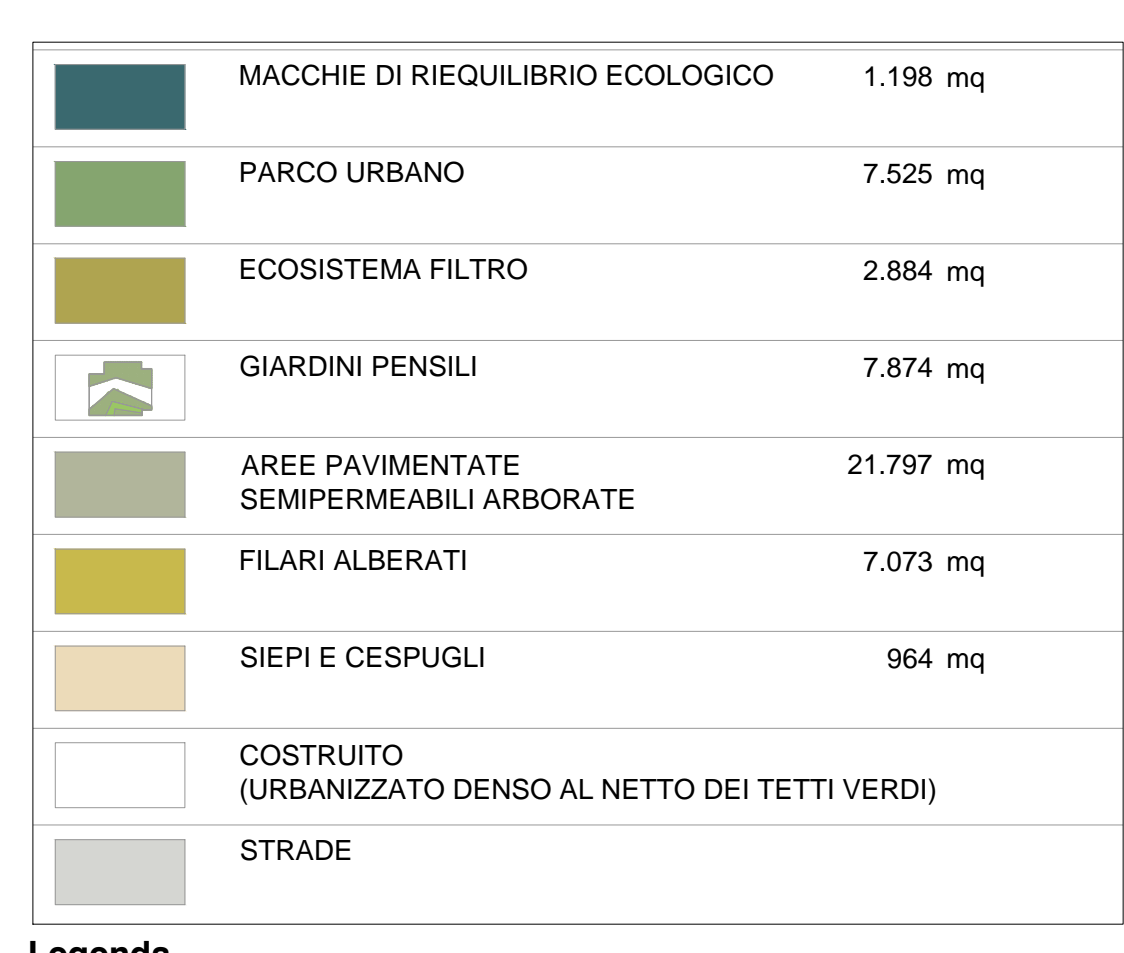 MACCHIE DI RIEQUILIBRIO ECOLOGICO 1.198 mq
PARCO URBANO 7.525 mq
ECOSISTEMA FILTRO 2.884 mq
GIARDINI PENSILI 7.874 mq
AREE PAVIMENTATE 21.797 mq
SEMIPERMEABILI ARBORATE
FILARI ALBERATI 7.073 mq
SIEPI E CESPUGLI 964 mq
COSTRUITO
(URBANIZZATO DENSO AL NETTO DEI TETTI VERDI)
STRADE